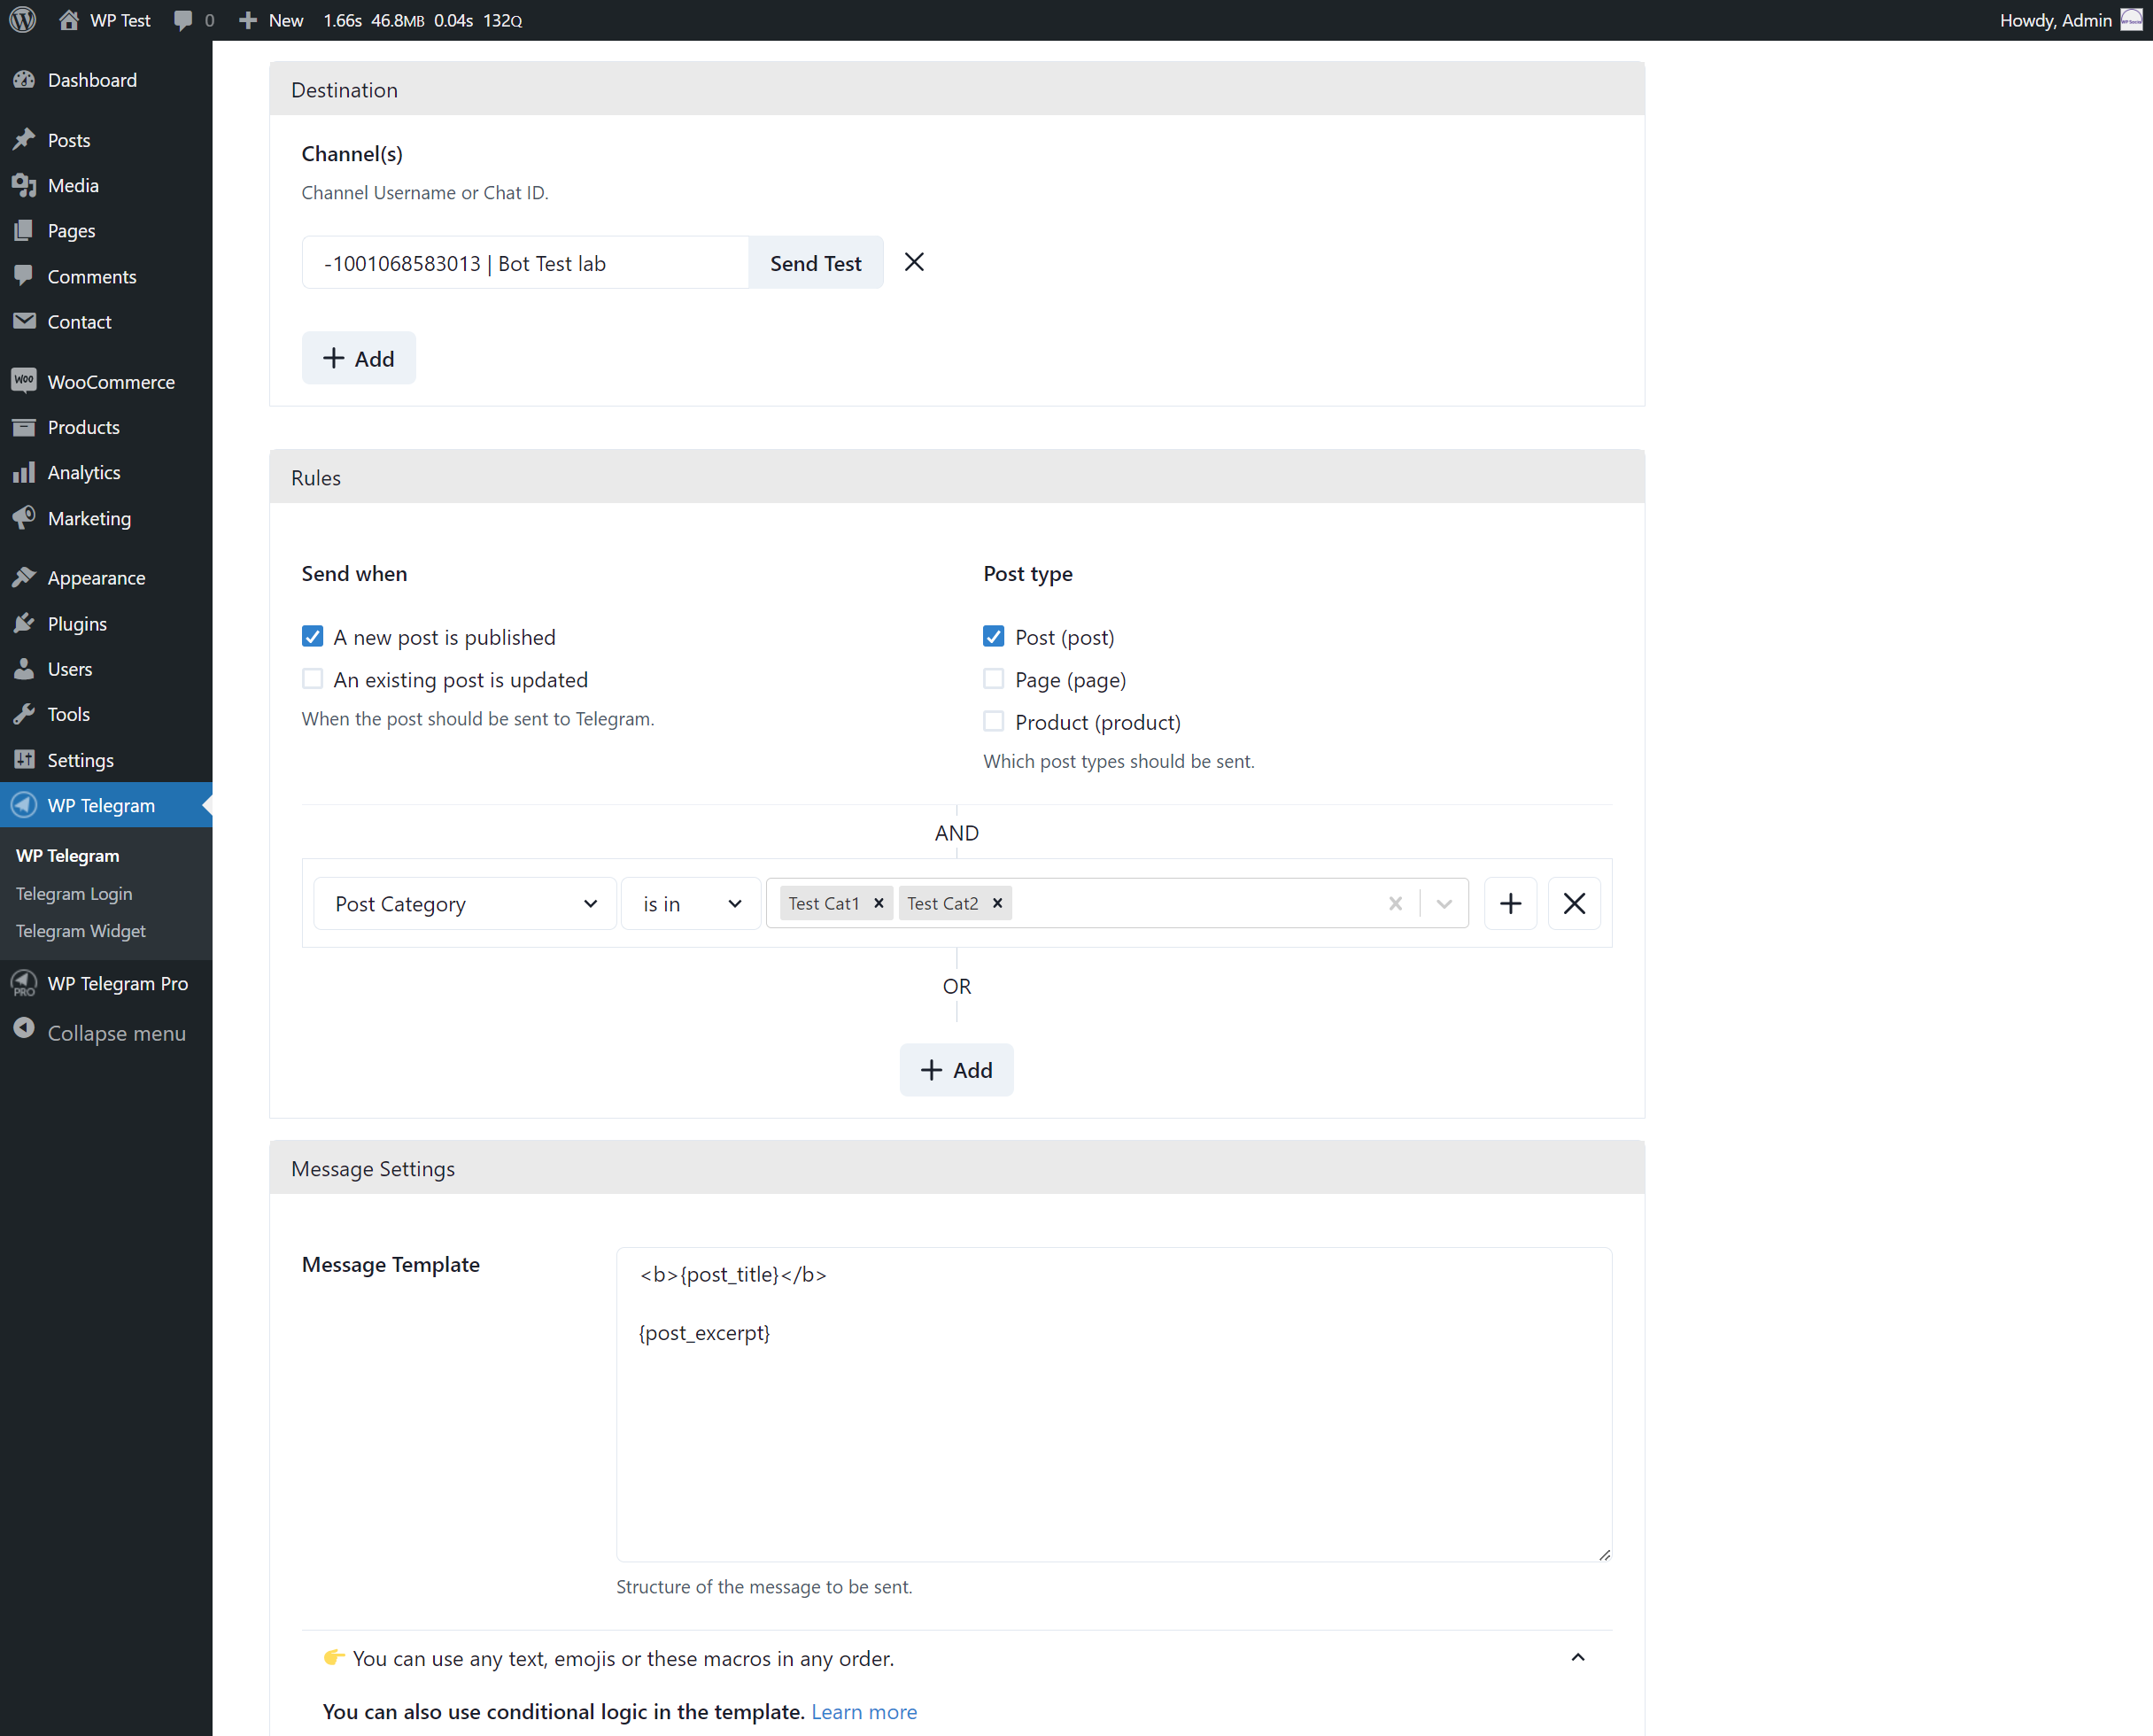 WP Test 0 New 1.66s 46.8MB 0.04s 132Q Howdy, Admin
Dashboard
Posts
Media
Pages
Comments
Contact
WooCommerce
Products
Analytics
Marketing
Appearance
Plugins
Users
Tools
Settings
WP Telegram
WP Telegram
Telegram Login
Telegram Widget
WP Telegram Pro
Collapse menu
Destination
Channel(s)
Channel Username or Chat ID.
-1001068583013 | Bot Test lab Send Test
Add
Rules
Send when
A new post is published
An existing post is updated
When the post should be sent to Telegram.
Post type
Post (post)
Page (page)
Product (product)
Which post types should be sent.
AND
Post Category is in Test Cat1 Test Cat2
OR
Add
Message Settings
Message Template
<b>{post_title}</b>
{post_excerpt}
Structure of the message to be sent.
👉 You can use any text, emojis or these macros in any order.
You can also use conditional logic in the template. Learn more